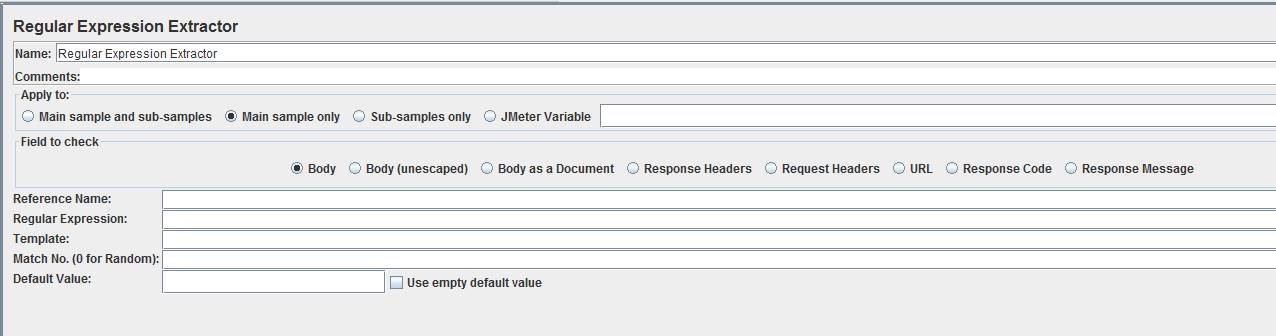 Regular Expression Extractor
Name: Regular Expression Extractor
Comments:
Apply to:
Main sample and sub-samples Main sample only Sub-samples only JMeter Variable
Field to check
Body Body (unescaped) Body as a Document Response Headers Request Headers URL Response Code Response Message
Reference Name:
Regular Expression:
Template:
Match No. (0 for Random):
Default Value: Use empty default value